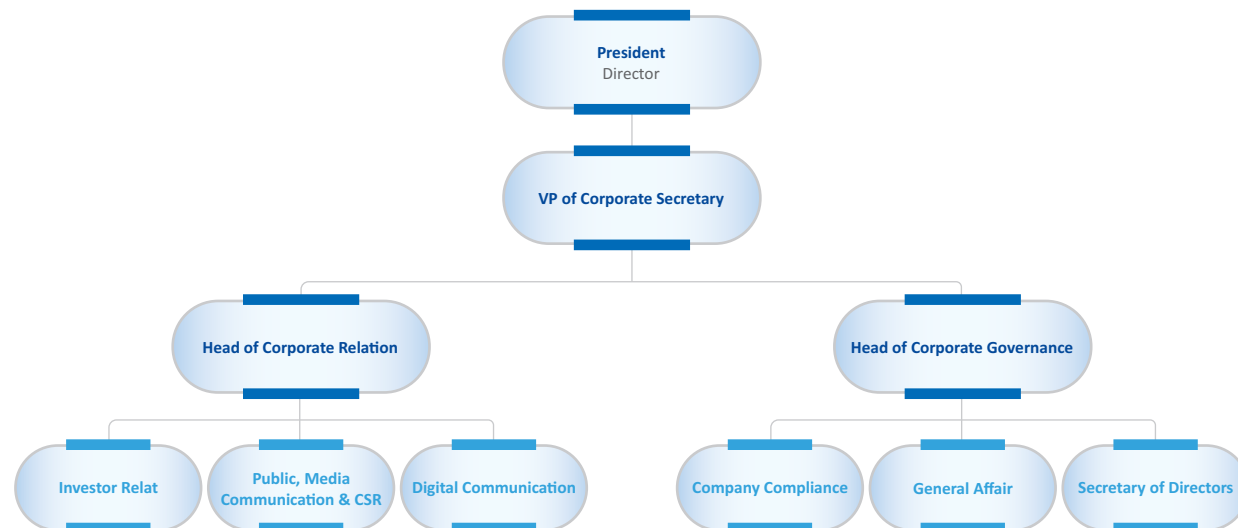 President
Director
VP of Corporate Secretary
Head of Corporate Relation
Head of Corporate Governance
Investor Relat
Public, Media
Communication & CSR
Digital Communication
Company Compliance
General Affair
Secretary of Directors